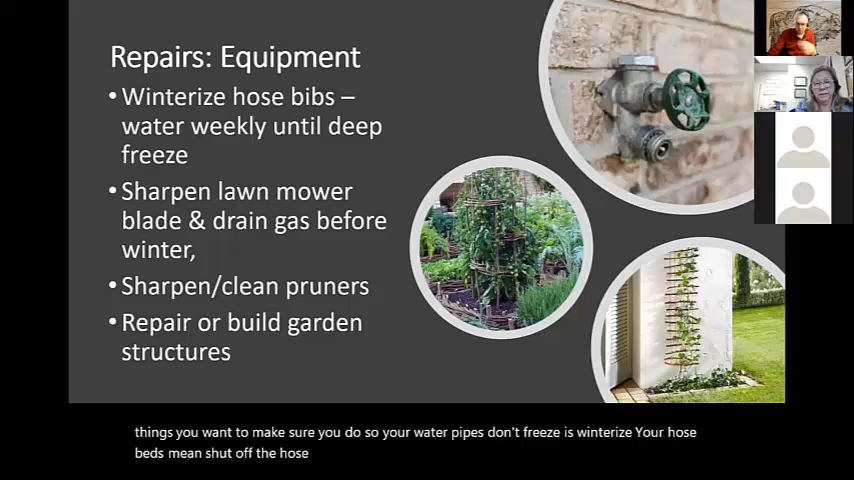 Repairs: Equipment
• Winterize hose bibs –
water weekly until deep
freeze
• Sharpen lawn mower
blade & drain gas before
winter,
• Sharpen/clean pruners
• Repair or build garden
structures
things you want to make sure you do so your water pipes don't freeze is winterize Your hose
beds mean shut off the hose